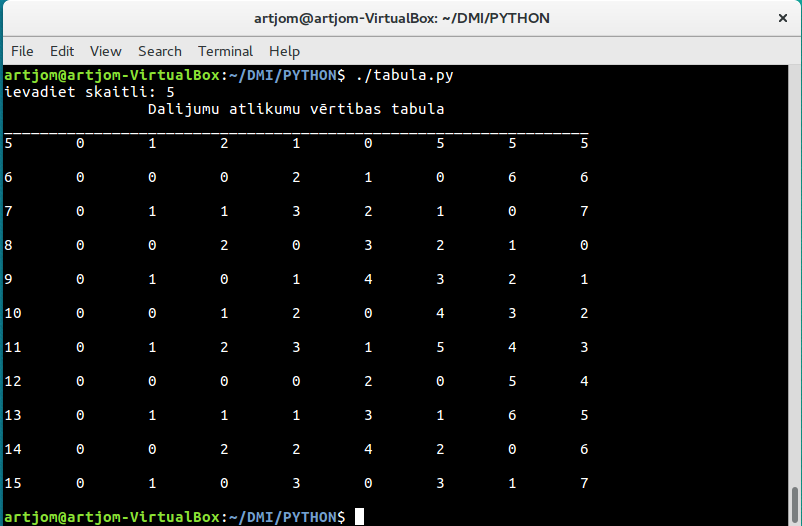 artjom@artjom-VirtualBox: ~/DMI/PYTHON
File Edit View Search Terminal Help
artjom@artjom-VirtualBox:~/DMI/PYTHON$ ./tabula.py
ievadiet skaitli: 5
Dalijumu atlikumu vērtibas tabula
_________________________________________________________________
5 0 1 2 1 0 5 5 5
6 0 0 0 2 1 0 6 6
7 0 1 1 3 2 1 0 7
8 0 0 2 0 3 2 1 0
9 0 1 0 1 4 3 2 1
10 0 0 1 2 0 4 3 2
11 0 1 2 3 1 5 4 3
12 0 0 0 0 2 0 5 4
13 0 1 1 1 3 1 6 5
14 0 0 2 2 4 2 0 6
15 0 1 0 3 0 3 1 7
artjom@artjom-VirtualBox:~/DMI/PYTHON$